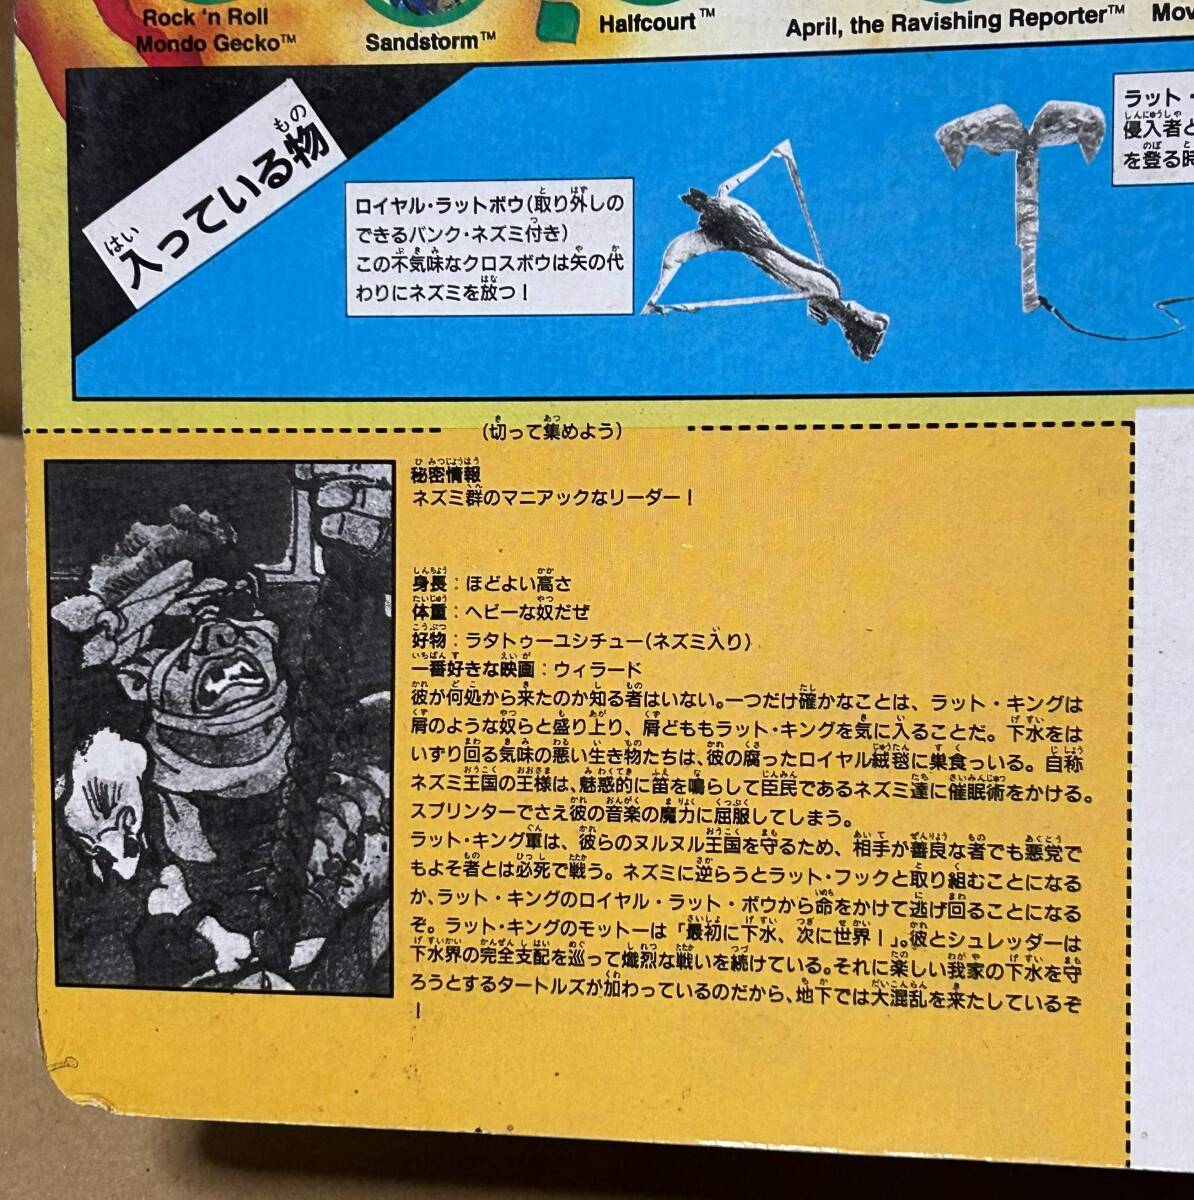 Rock 'n Roll
Mondo Gecko™
Sandstorm™
Halfcourt™
April, the Ravishing Reporter™
Mov
入っている物
ロイヤル・ラットボウ(取り外しの
できるバンク・ネズミ付き)
この不気味なクロスボウは矢の代
わりにネズミを放つ!
ラット・
侵入者と
を登る時
(切って集めよう)
秘密情報
ネズミ群のマニアックなリーダー!
身長:ほどよい高さ
体重:ヘビーな奴だぜ
好物:ラタトゥーユシチュー(ネズミ入り)
一番好きな映画:ウィラード
彼が何処から来たのか知る者はいない。一つだけ確かなことは、ラット・キングは
屑のような奴らと盛り上り、屑どももラット・キングを気に入ることだ。下水をは
いずり回る気味の悪い生き物たちは、彼の腐ったロイヤル絨毯に巣食っいる。自称
ネズミ王国の王様は、魅惑的に笛を鳴らして臣民であるネズミ達に催眠術をかける。
スプリンターでさえ彼の音楽の魔力に屈服してしまう。
ラット・キング軍は、彼らのヌルヌル王国を守るため、相手が善良な者でも悪党で
もよそ者とは必死で戦う。ネズミに逆らうとラット・フックと取り組むことになる
か、ラット・キングのロイヤル・ラット・ボウから命をかけて逃げ回ることになる
ぞ。ラット・キングのモットーは「最初に下水、次に世界!」。彼とシュレッダーは
下水界の完全支配を巡って熾烈な戦いを続けている。それに楽しい我家の下水を守
ろうとするタートルズが加わっているのだから、地下では大混乱を来たしているぞ
!